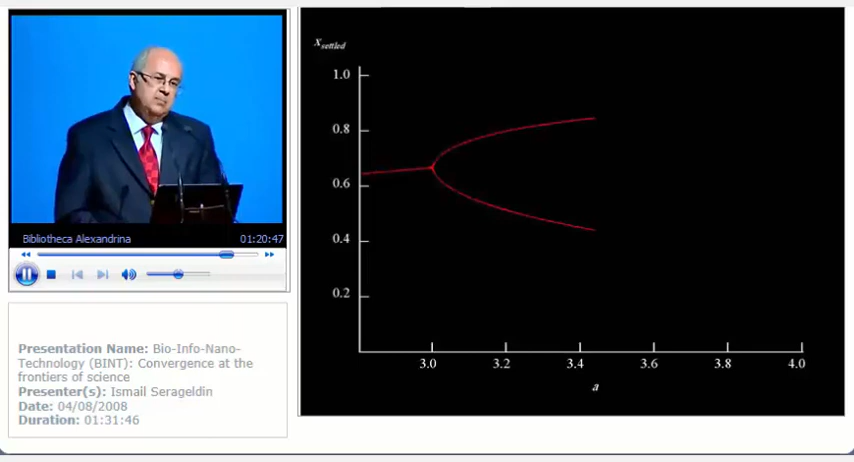 Bibliotheca Alexandrina 01:20:47
Presentation Name: Bio-Info-Nano-
Technology (BINT): Convergence at the
frontiers of science
Presenter(s): Ismail Serageldin
Date: 04/08/2008
Duration: 01:31:46
x settled
1.0
0.8
0.6
0.4
0.2
3.0 3.2 3.4 3.6 3.8 4.0
a